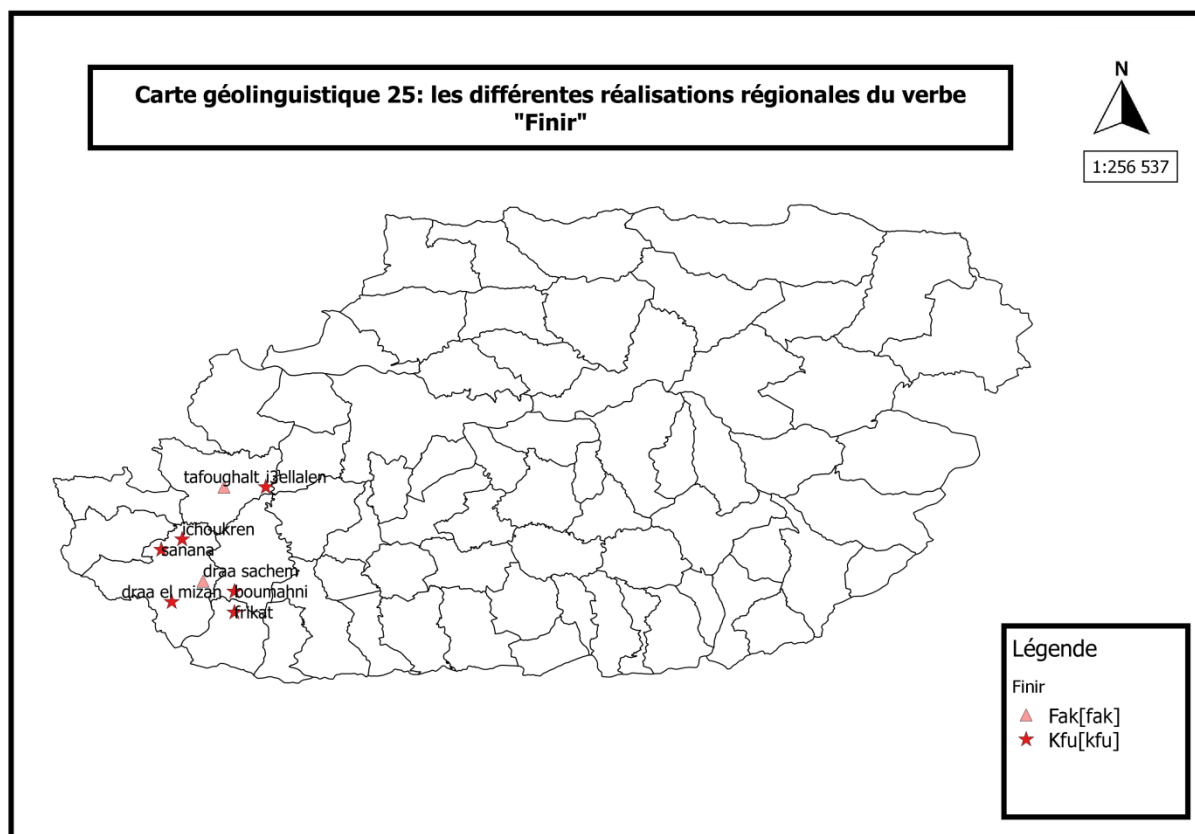 Carte géolinguistique 25: les différentes réalisations régionales du verbe
"Finir"
N
1:256 537
tafoughalt i3ellalen
ichoukren
sanana
draa sachem
draa el mizan boumahni
frikat
Légende
Finir
Fak[fak]
Kfu[kfu]